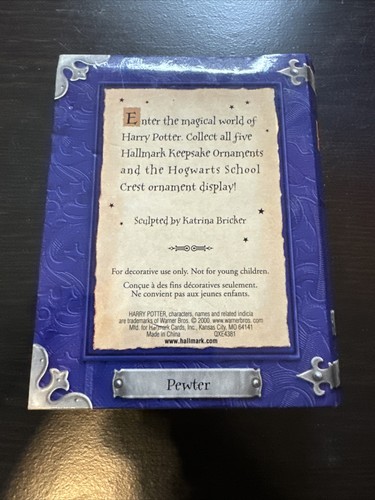 Enter the magical world of
Harry Potter. Collect all five
Hallmark Keepsake Ornaments
and the Hogwarts School
Crest ornament display!
Sculpted by Katrina Bricker
For decorative use only. Not for young children.
Conçue à des fins décoratives seulement.
Ne convient pas aux jeunes enfants.
HARRY POTTER, characters, names and related indicia
are trademarks of Warner Bros. © 2000. www.warnerbros.com
Mfd. for Hallmark Cards, Inc., Kansas City, MO 64141
Made in China QXE4381
www.hallmark.com
Pewter